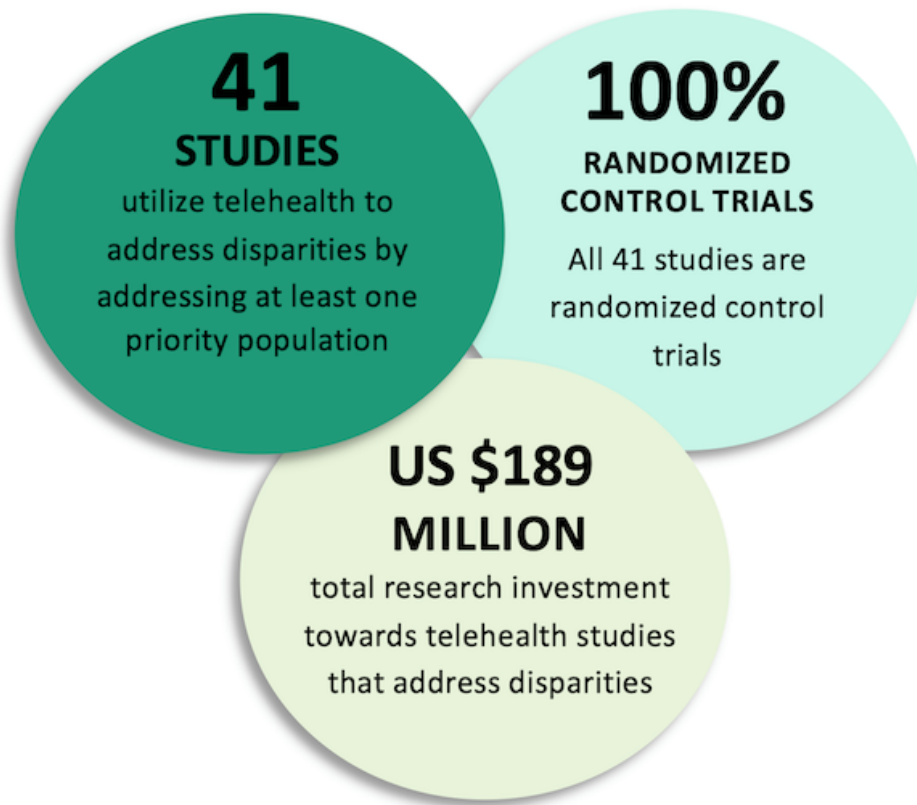 41
STUDIES
utilize telehealth to
address disparities by
addressing at least one
priority population
100%
RANDOMIZED
CONTROL TRIALS
All 41 studies are
randomized control
trials
US $189
MILLION
total research investment
towards telehealth studies
that address disparities